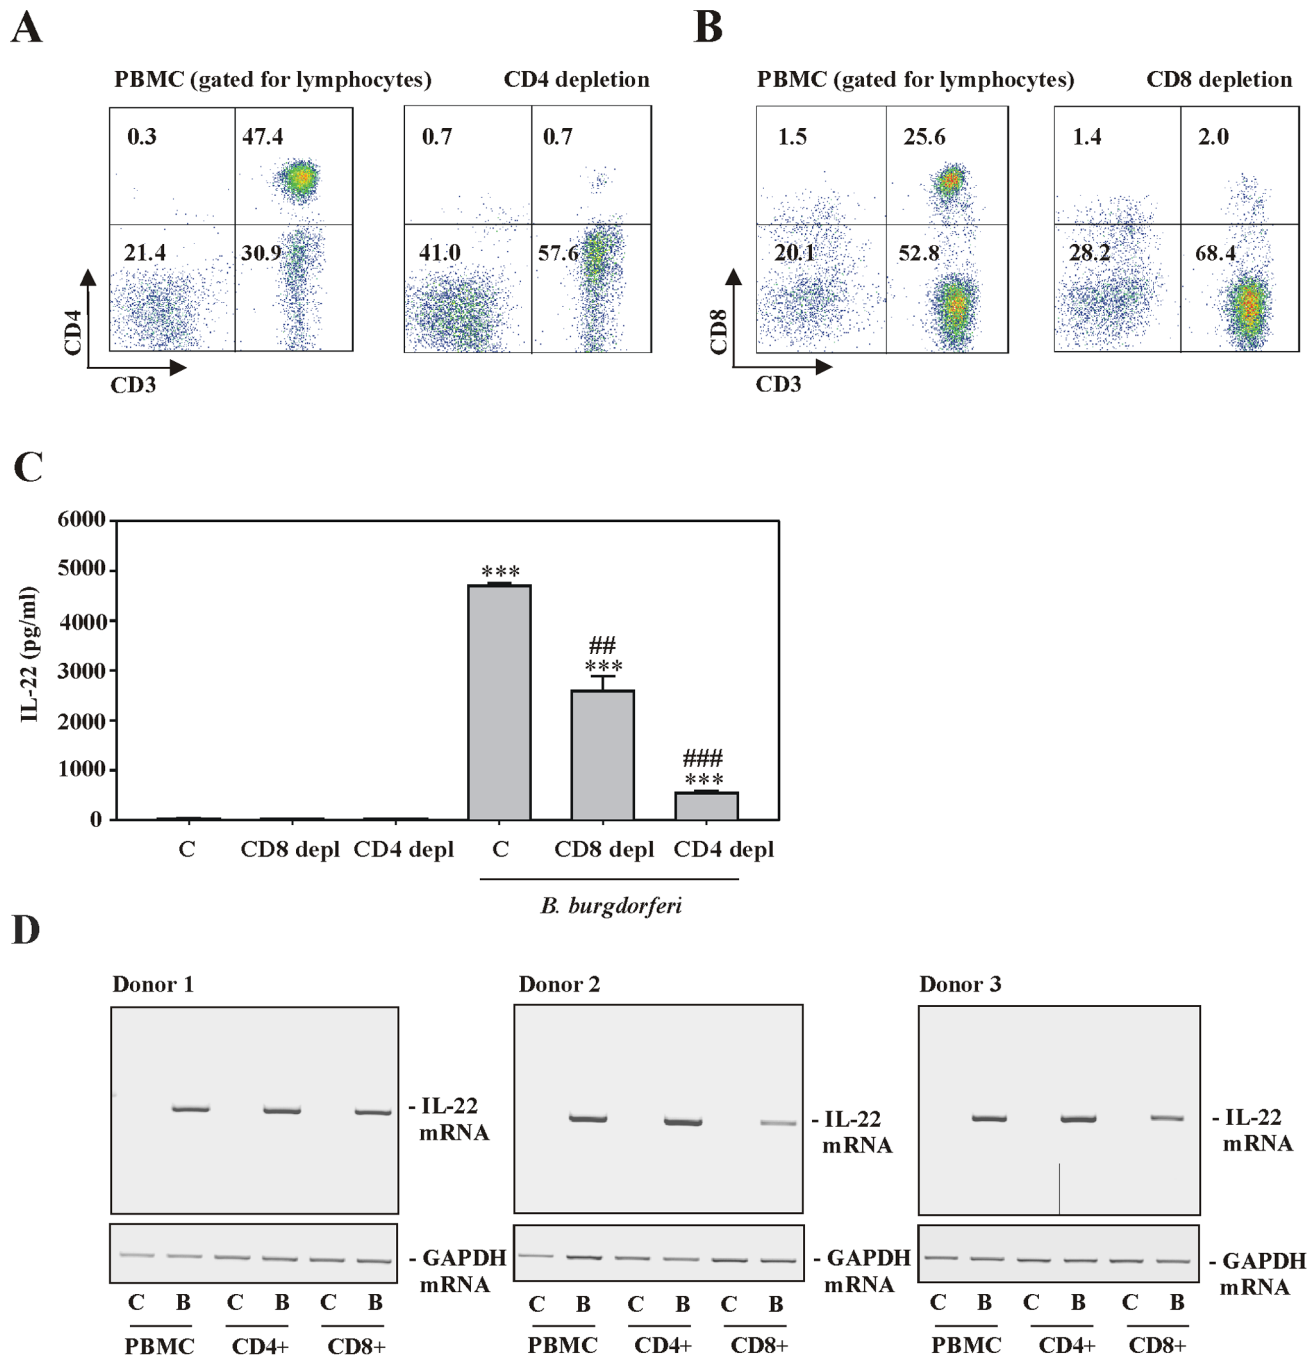 A
B
PBMC (gated for lymphocytes)
CD4 depletion
PBMC (gated for lymphocytes)
CD8 depletion
0.3
47.4
21.4
30.9
0.7
0.7
41.0
57.6
CD4
CD3
1.5
25.6
20.1
52.8
1.4
2.0
28.2
68.4
CD8
CD3
C
6000
5000
4000
3000
2000
1000
0
IL-22 (pg/ml)
***
##
***
###
***
C
CD8 depl
CD4 depl
C
CD8 depl
CD4 depl
B. burgdorferi
D
Donor 1
- IL-22
mRNA
- GAPDH
mRNA
C B C B C B
PBMC CD4+ CD8+
Donor 2
- IL-22
mRNA
- GAPDH
mRNA
C B C B C B
PBMC CD4+ CD8+
Donor 3
- IL-22
mRNA
- GAPDH
mRNA
C B C B C B
PBMC CD4+ CD8+